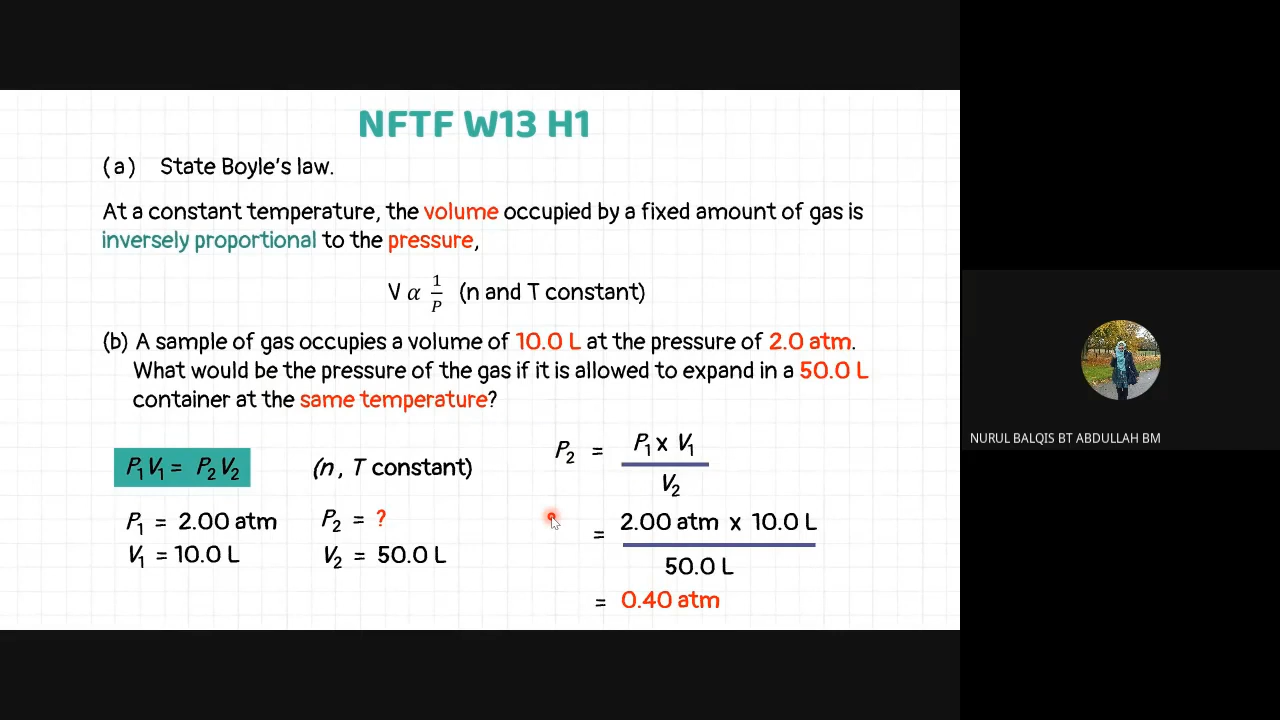 NFTF W13 H1
(a) State Boyle's law.
At a constant temperature, the volume occupied by a fixed amount of gas is
inversely proportional to the pressure,
V α 1/P (n and T constant)
(b) A sample of gas occupies a volume of 10.0 L at the pressure of 2.0 atm.
What would be the pressure of the gas if it is allowed to expand in a 50.0 L
container at the same temperature?
P₁V₁ = P₂V₂ (n, T constant)
P₁ = 2.00 atm P₂ = ?
V₁ = 10.0 L V₂ = 50.0 L
P₂ = P₁ x V₁
V₂
= 2.00 atm x 10.0 L
50.0 L
= 0.40 atm
NURUL BALQIS BT ABDULLAH BM